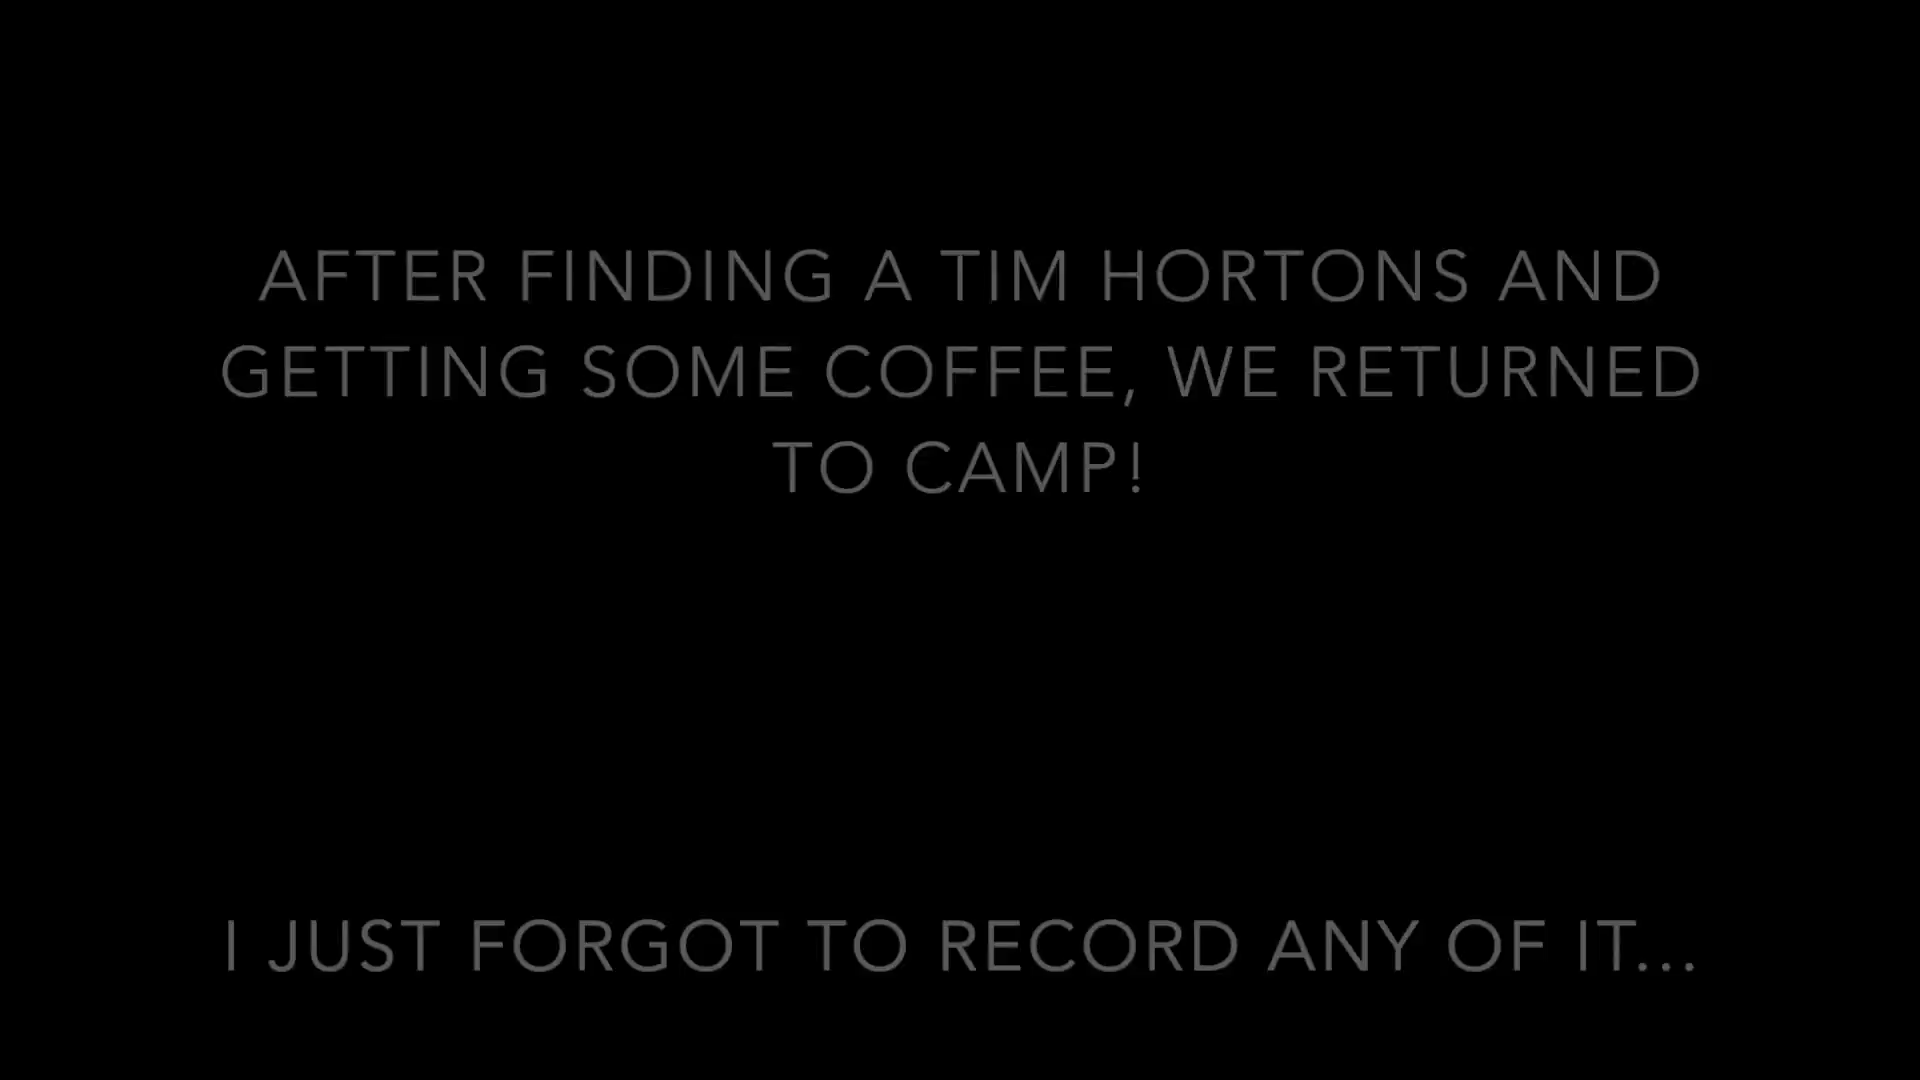 AFTER FINDING A TIM HORTONS AND
GETTING SOME COFFEE, WE RETURNED
TO CAMP!
I JUST FORGOT TO RECORD ANY OF IT...